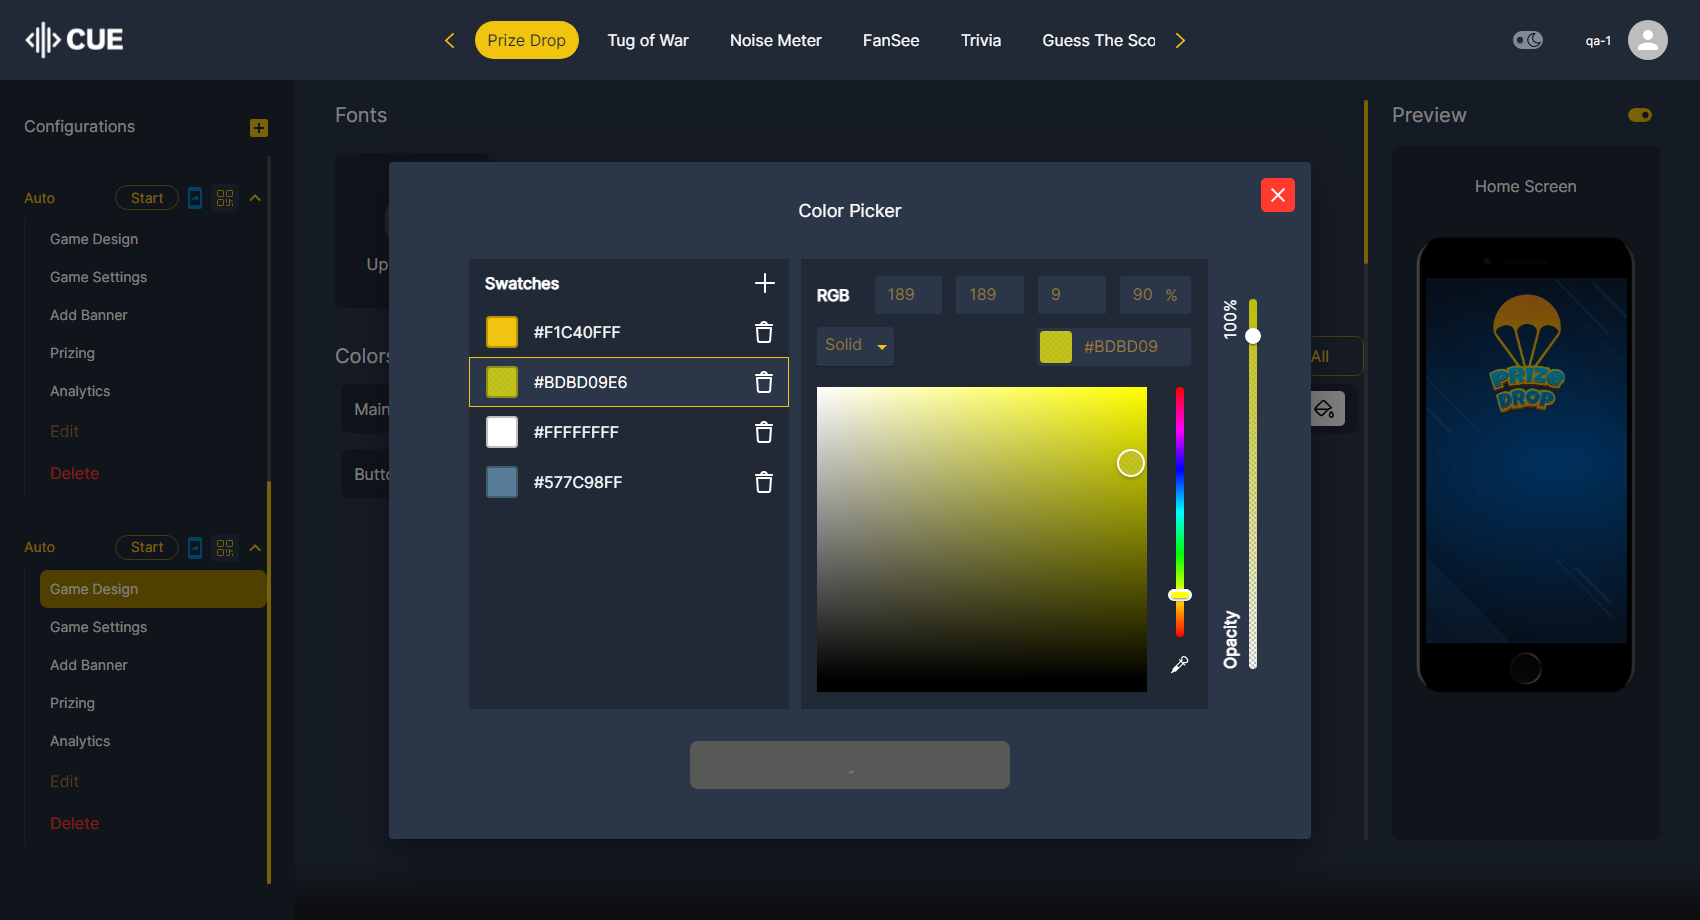 CUE
Prize Drop
Tug of War
Noise Meter
FanSee
Trivia
Guess The Sco
qa-1
Configurations
Auto
Start
Game Design
Game Settings
Add Banner
Prizing
Analytics
Edit
Delete
Auto
Start
Game Design
Game Settings
Add Banner
Prizing
Analytics
Edit
Delete
Fonts
Up
Colors
Main
Butto
All
Color Picker
Swatches
#F1C40FFF
#BDBD09E6
#FFFFFFFF
#577C98FF
RGB
189
189
9
90 %
Solid
#BDBD09
100%
Opacity
Preview
Home Screen
PRIZE
DROP